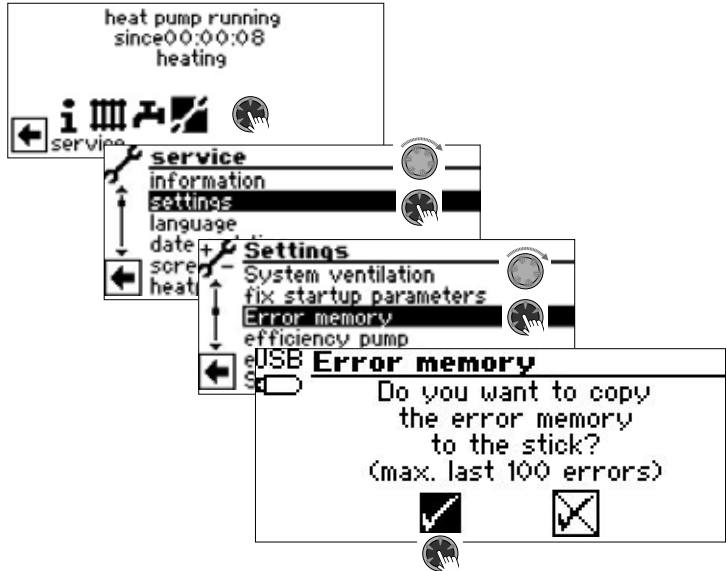 heat pump running
since00:00:08
heating
service
service
information
settings
language
date
scre
heat
Settings
System ventilation
fix startup parameters
Error memory
efficiency pump
USB Error memory
Do you want to copy
the error memory
to the stick?
(max. last 100 errors)